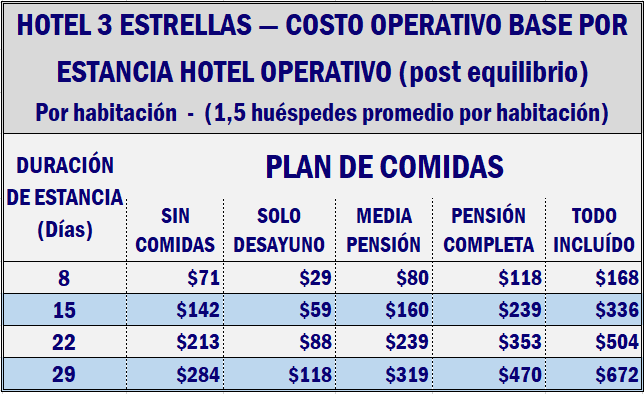 HOTEL 3 ESTRELLAS — COSTO OPERATIVO BASE POR
ESTANCIA HOTEL OPERATIVO (post equilibrio)
Por habitación - (1,5 huéspedes promedio por habitación)
DURACIÓN DE ESTANCIA (Días)
PLAN DE COMIDAS
SIN COMIDAS SOLO DESAYUNO MEDIA PENSIÓN PENSIÓN COMPLETA TODO INCLUÍDO
8 $71 $29 $80 $118 $168
15 $142 $59 $160 $239 $336
22 $213 $88 $239 $353 $504
29 $284 $118 $319 $470 $672